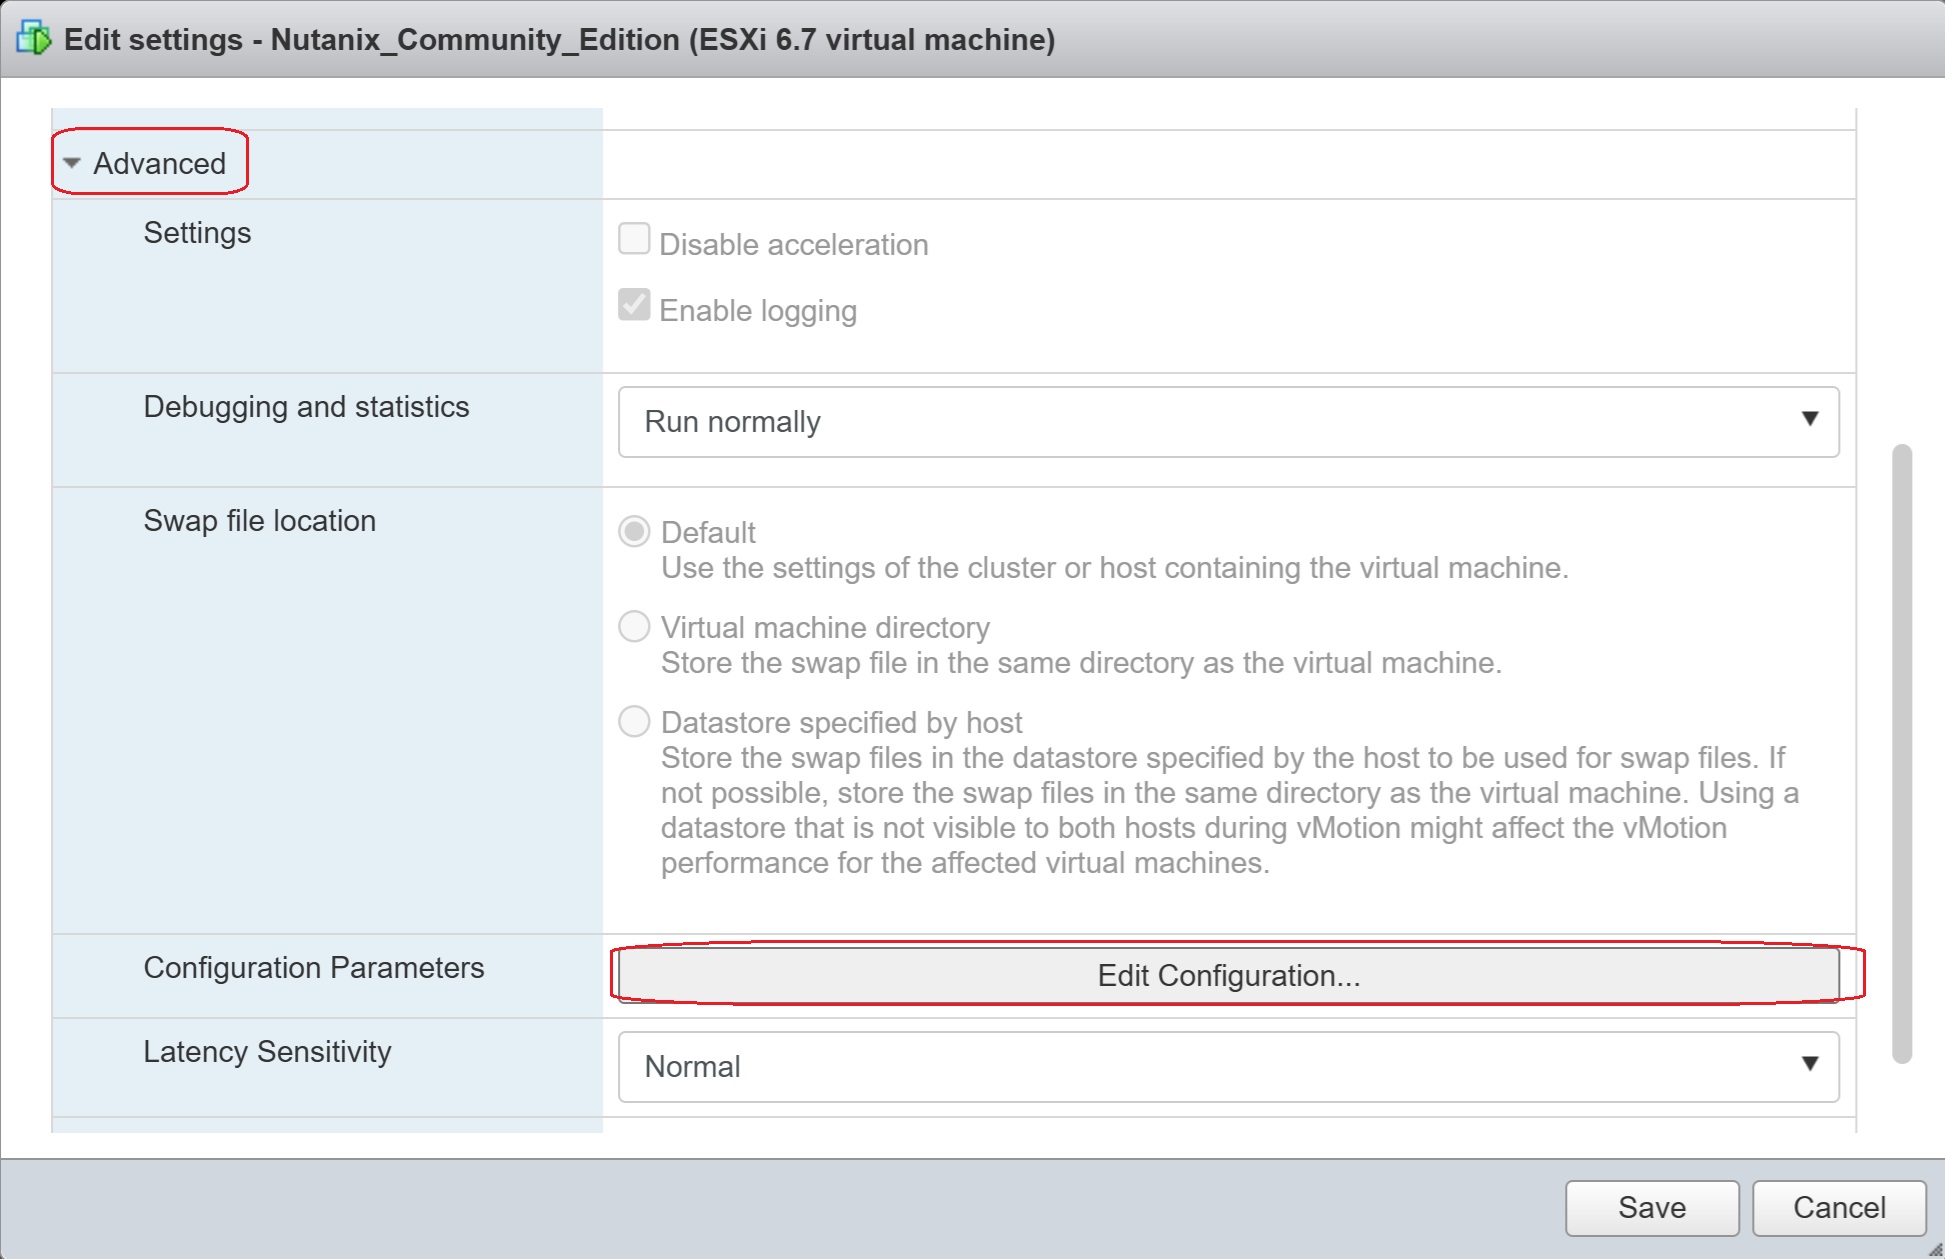 Edit settings - Nutanix_Community_Edition (ESXi 6.7 virtual machine)
Advanced
Settings
Disable acceleration
Enable logging
Debugging and statistics
Run normally
Swap file location
Default
Use the settings of the cluster or host containing the virtual machine.
Virtual machine directory
Store the swap file in the same directory as the virtual machine.
Datastore specified by host
Store the swap files in the datastore specified by the host to be used for swap files. If
not possible, store the swap files in the same directory as the virtual machine. Using a
datastore that is not visible to both hosts during vMotion might affect the vMotion
performance for the affected virtual machines.
Configuration Parameters
Edit Configuration...
Latency Sensitivity
Normal
Save
Cancel